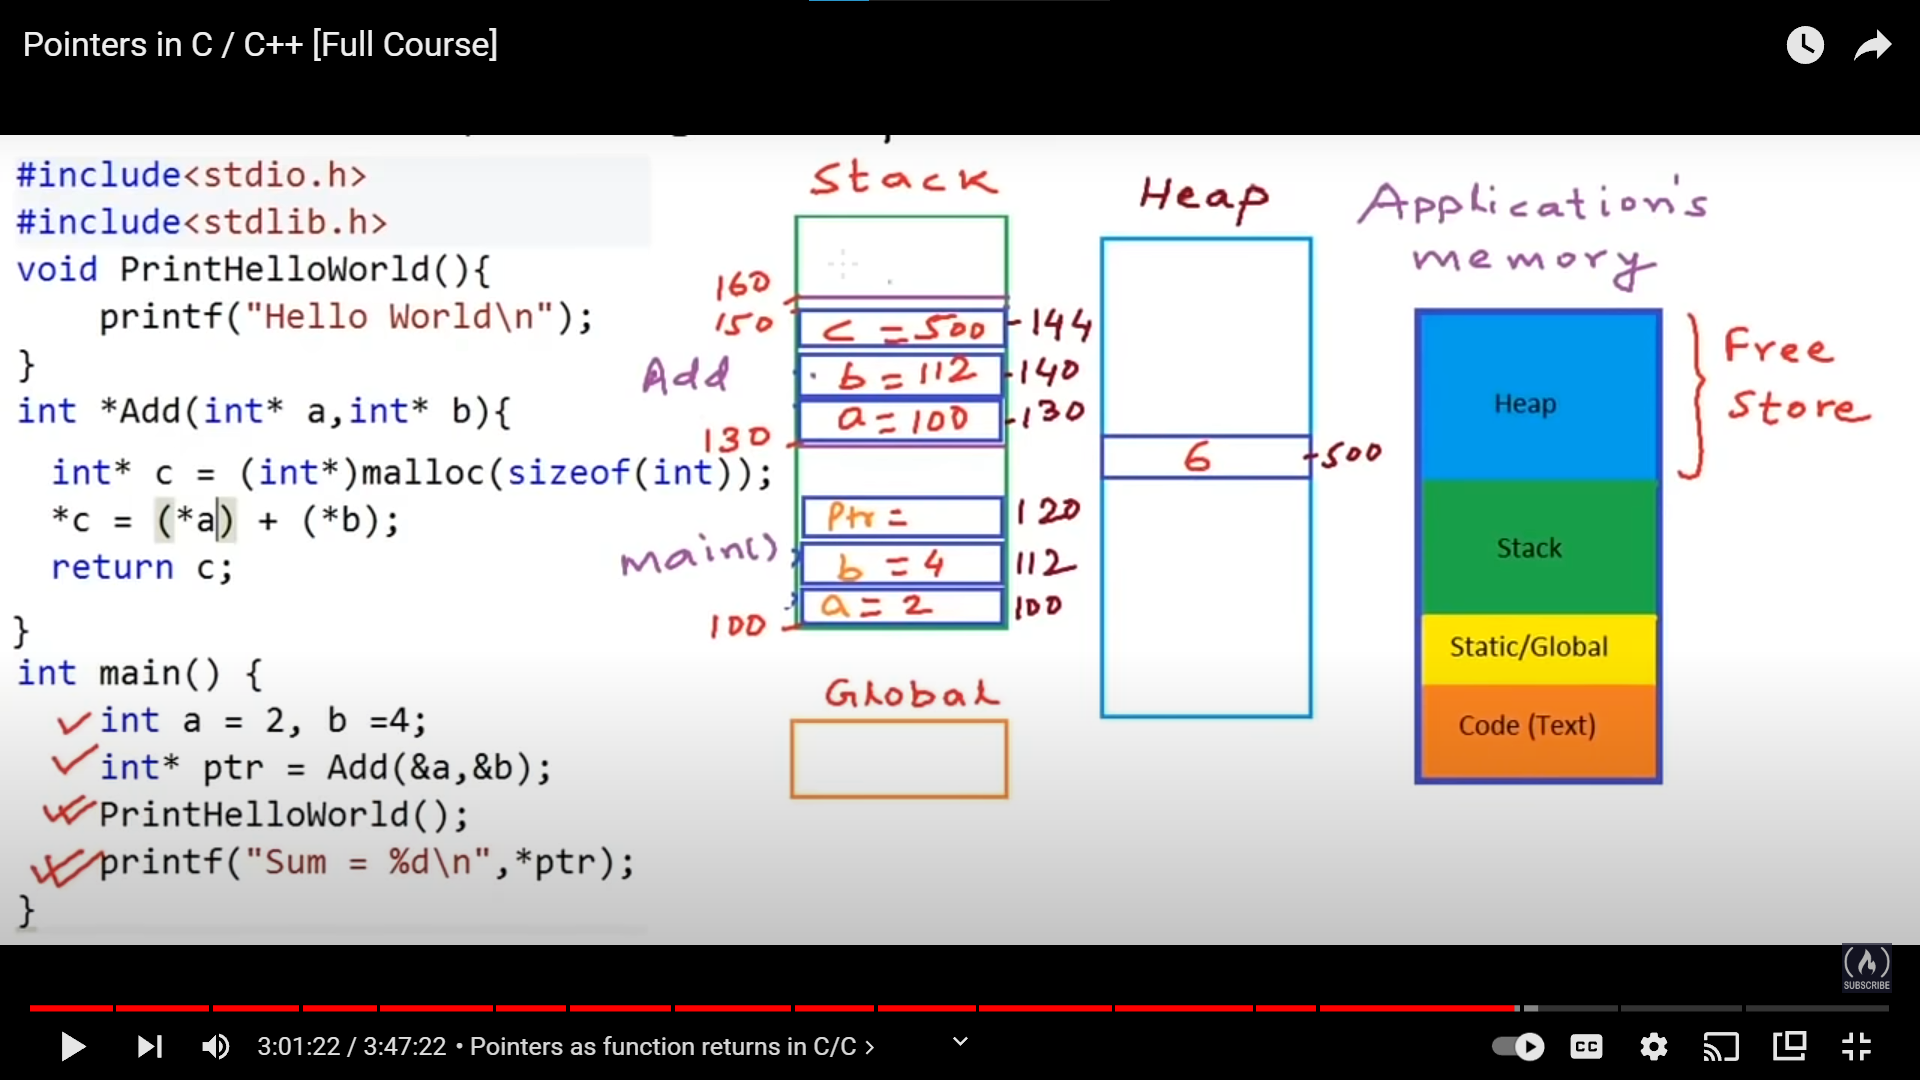 Pointers in C / C++ [Full Course]
#include<stdio.h>
#include<stdlib.h>
void PrintHelloWorld(){
printf("Hello World\n");
}
int *Add(int* a,int* b){
int* c = (int*)malloc(sizeof(int));
*c = (*a) + (*b);
return c;
}
int main() {
int a = 2, b =4;
int* ptr = Add(&a,&b);
PrintHelloWorld();
printf("Sum = %d\n",*ptr);
}
Stack
160
150
c = 500
-144
Add
b = 112
-140
a = 100
-130
130
Ptr =
120
main()
b = 4
112
a = 2
100
100
Global
Heap
6
-500
Application's
memory
Heap
Stack
Static/Global
Code (Text)
Free
Store
SUBSCRIBE
3:01:22 / 3:47:22 • Pointers as function returns in C/C >
CC